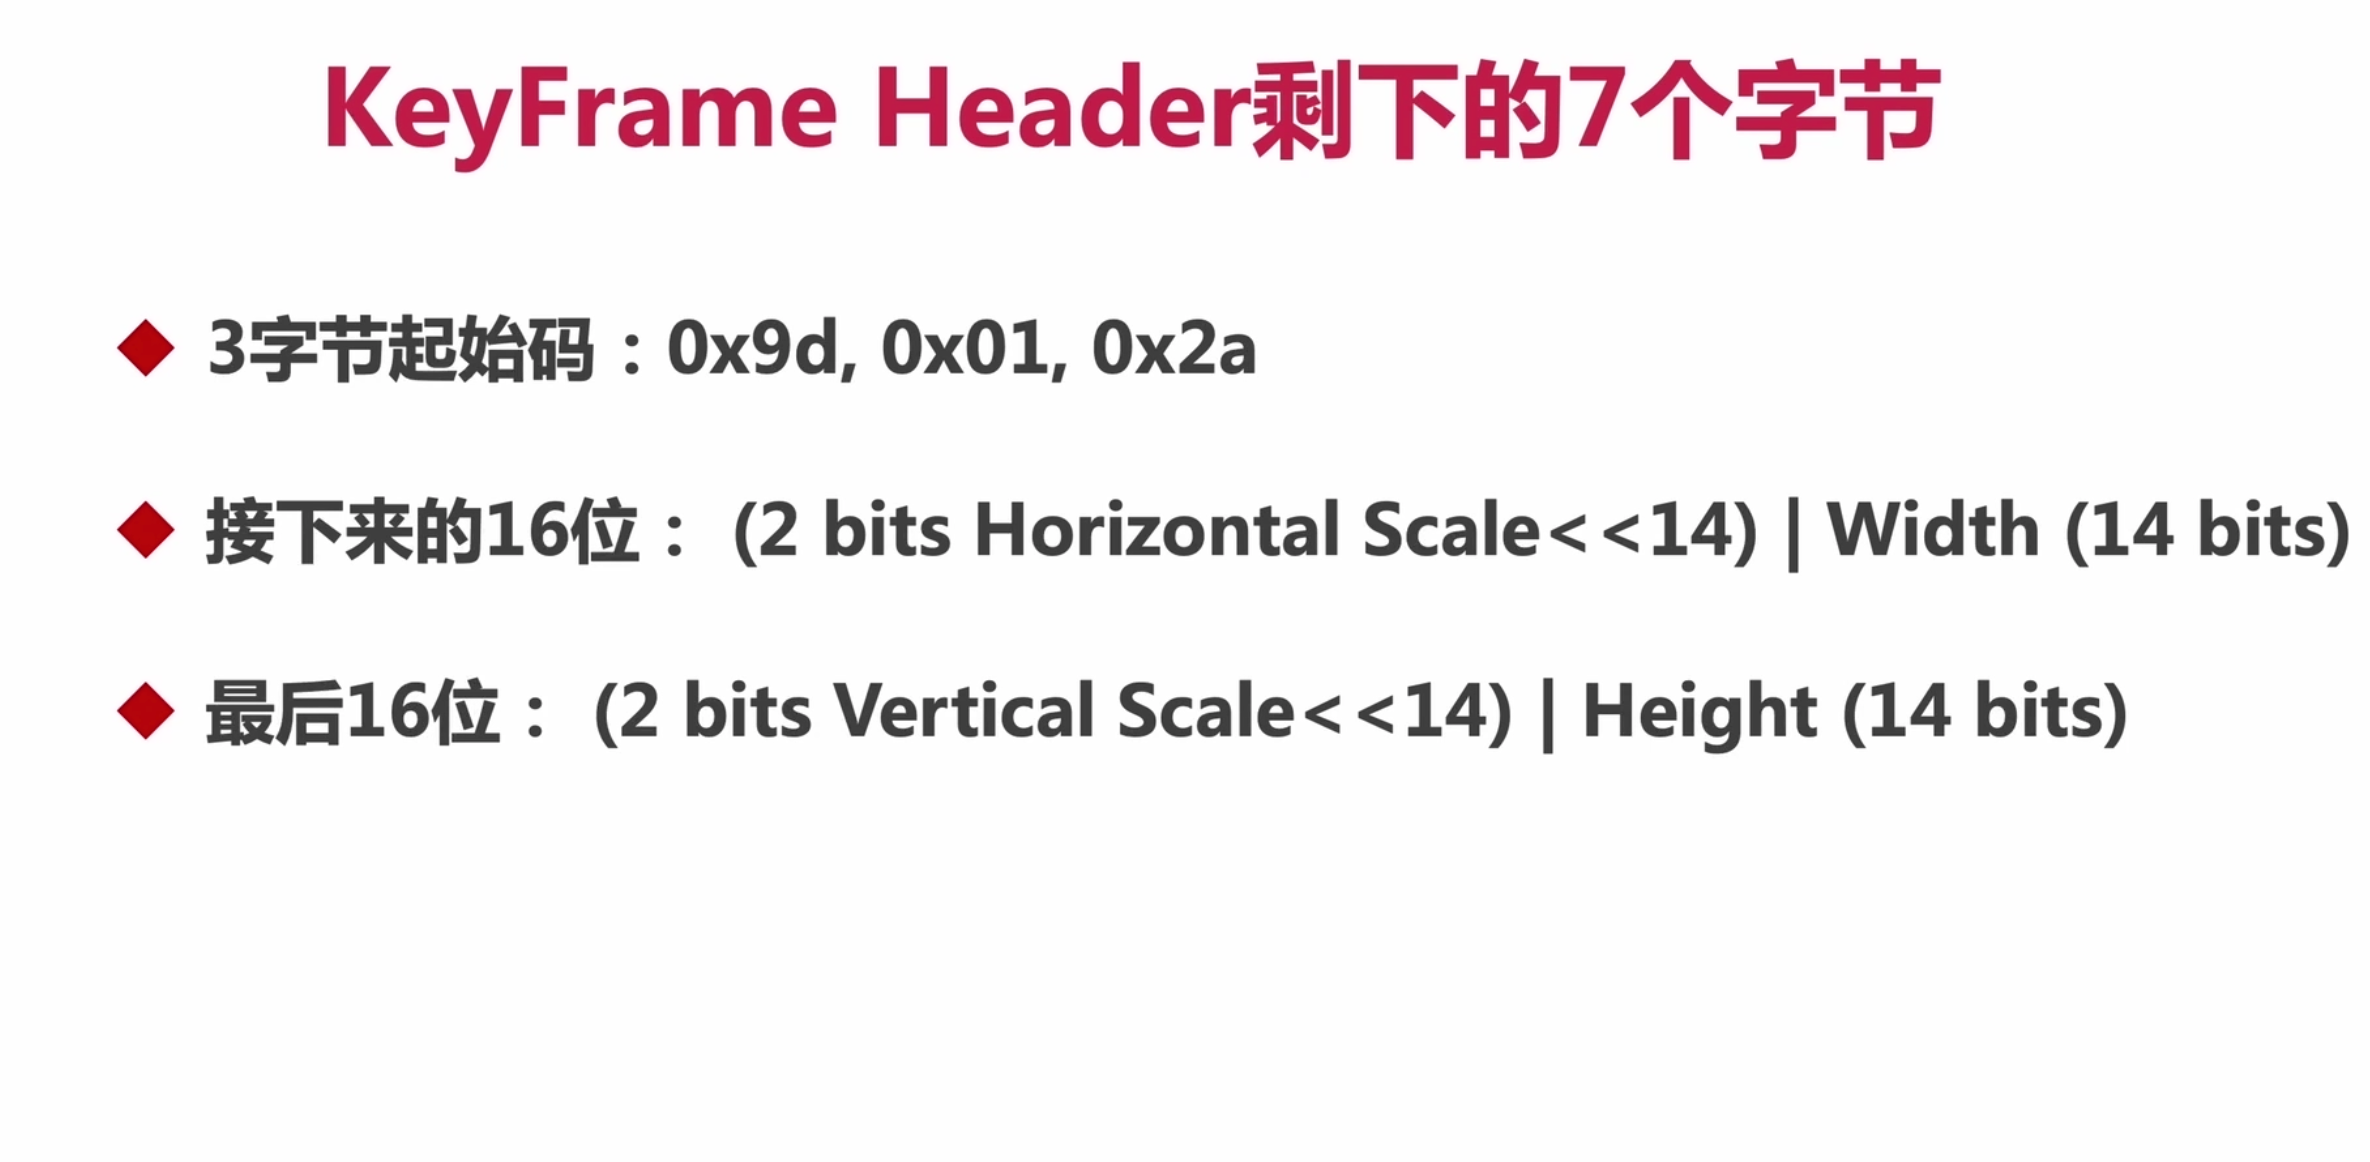 KeyFrame Header剩下的7个字节
3字节起始码：0x9d, 0x01, 0x2a
接下来的16位： (2 bits Horizontal Scale<<14) | Width (14 bits)
最后16位： (2 bits Vertical Scale<<14) | Height (14 bits)